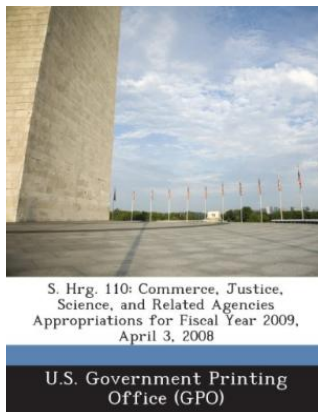 S. Hrg. 110: Commerce, Justice,
Science, and Related Agencies
Appropriations for Fiscal Year 2009,
April 3, 2008
U.S. Government Printing
Office (GPO)